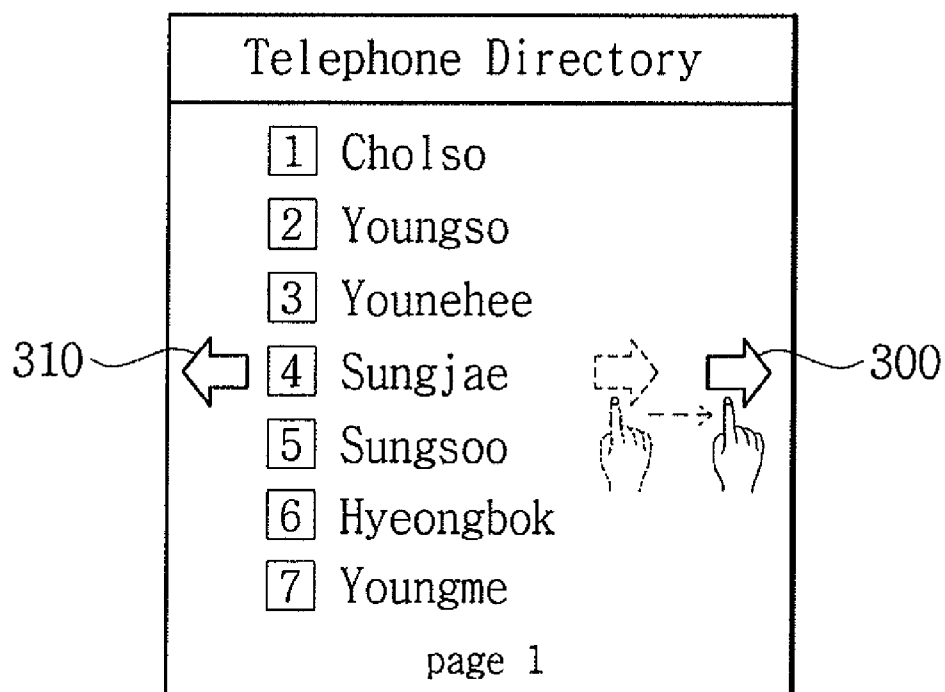 Telephone Directory
1 Cholso
2 Youngso
3 Younehee
310 4 Sungjae 300
5 Sungsoo
6 Hyeongbok
7 Youngme
page 1